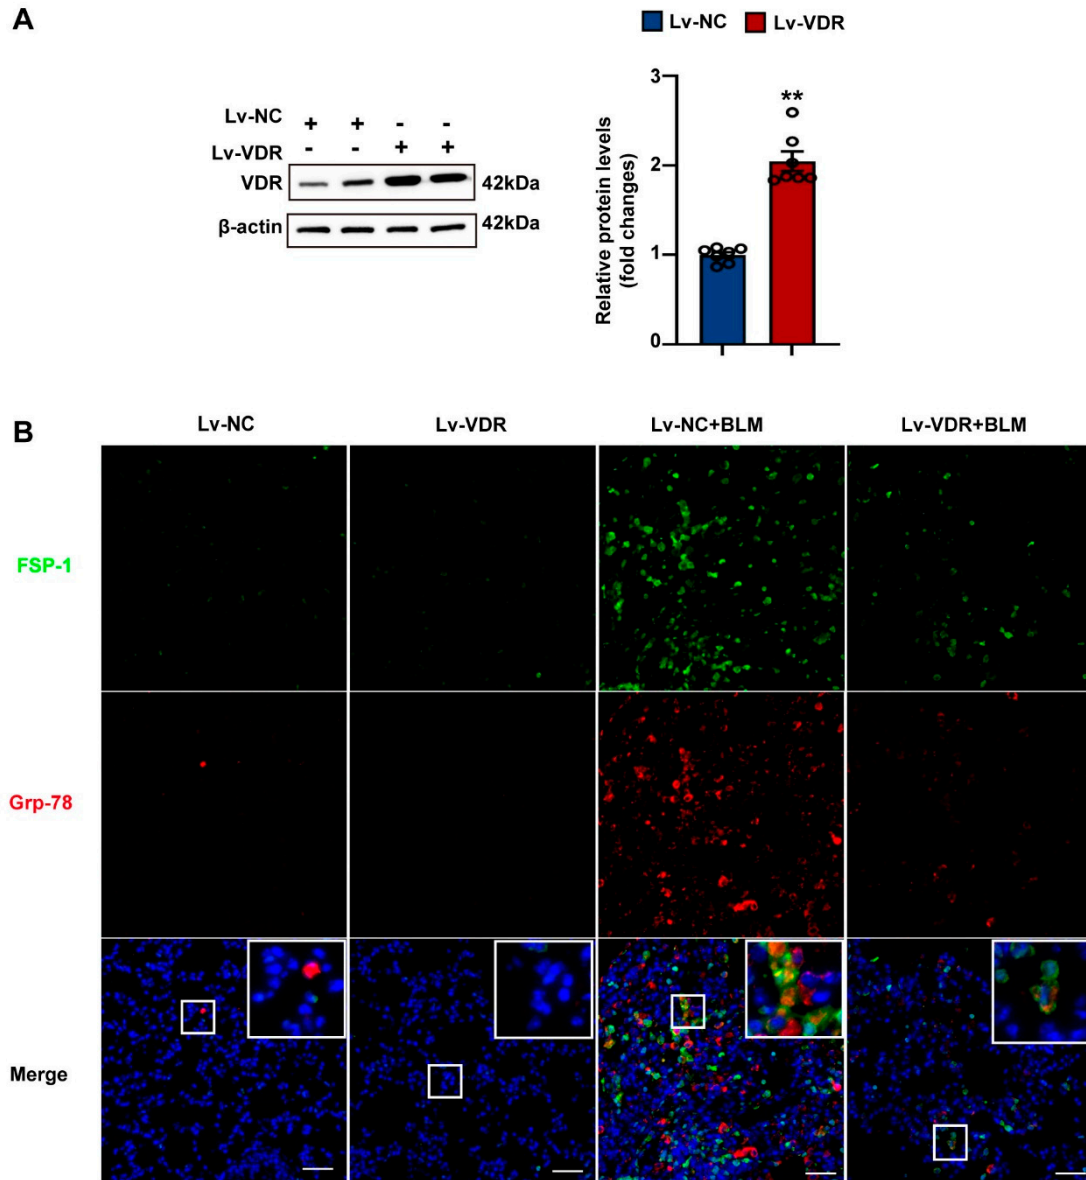 A
Lv-NC Lv-VDR
Lv-NC + + - -
Lv-VDR - - + +
VDR 42kDa
β-actin 42kDa
Relative protein levels
(fold changes)
3
2
1
0
**
B
Lv-NC Lv-VDR Lv-NC+BLM Lv-VDR+BLM
FSP-1
Grp-78
Merge